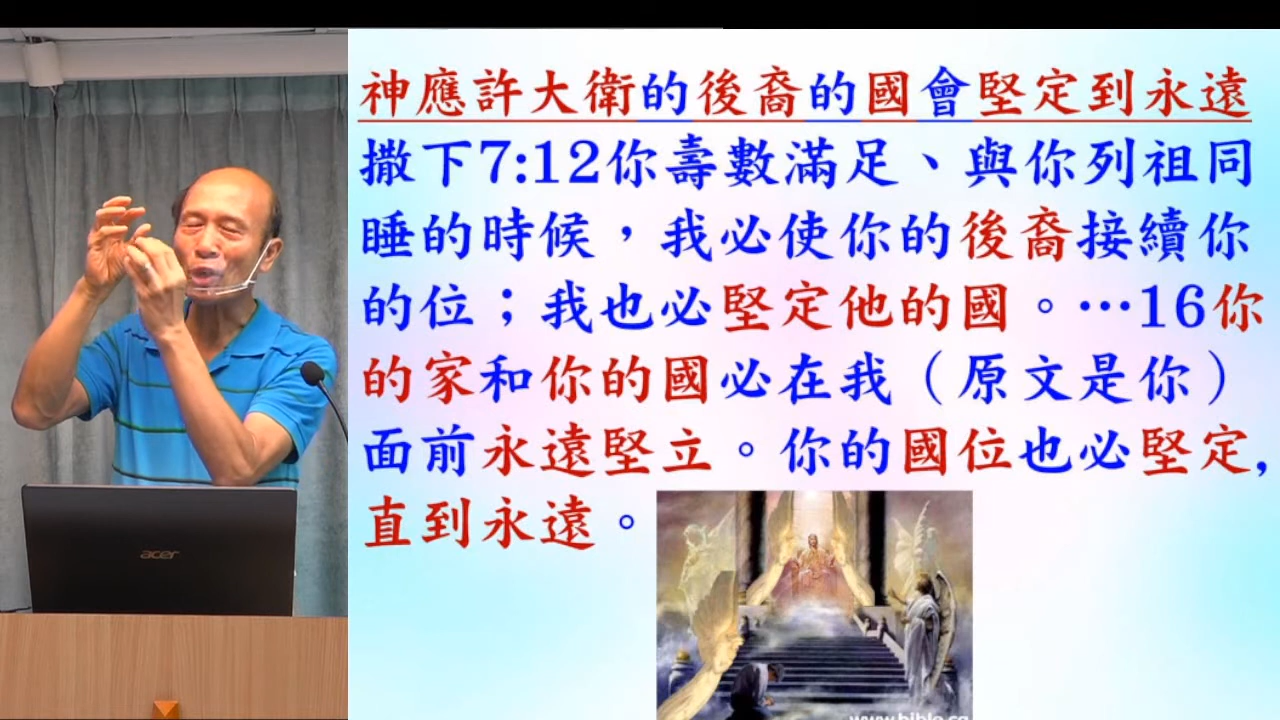 神應許大衛的後裔的國會堅定到永遠
撒下7:12你壽數滿足、與你列祖同
睡的時候，我必使你的後裔接續你
的位；我也必堅定他的國。…16你
的家和你的國必在我（原文是你）
面前永遠堅立。你的國位也必堅定,
直到永遠。
acer